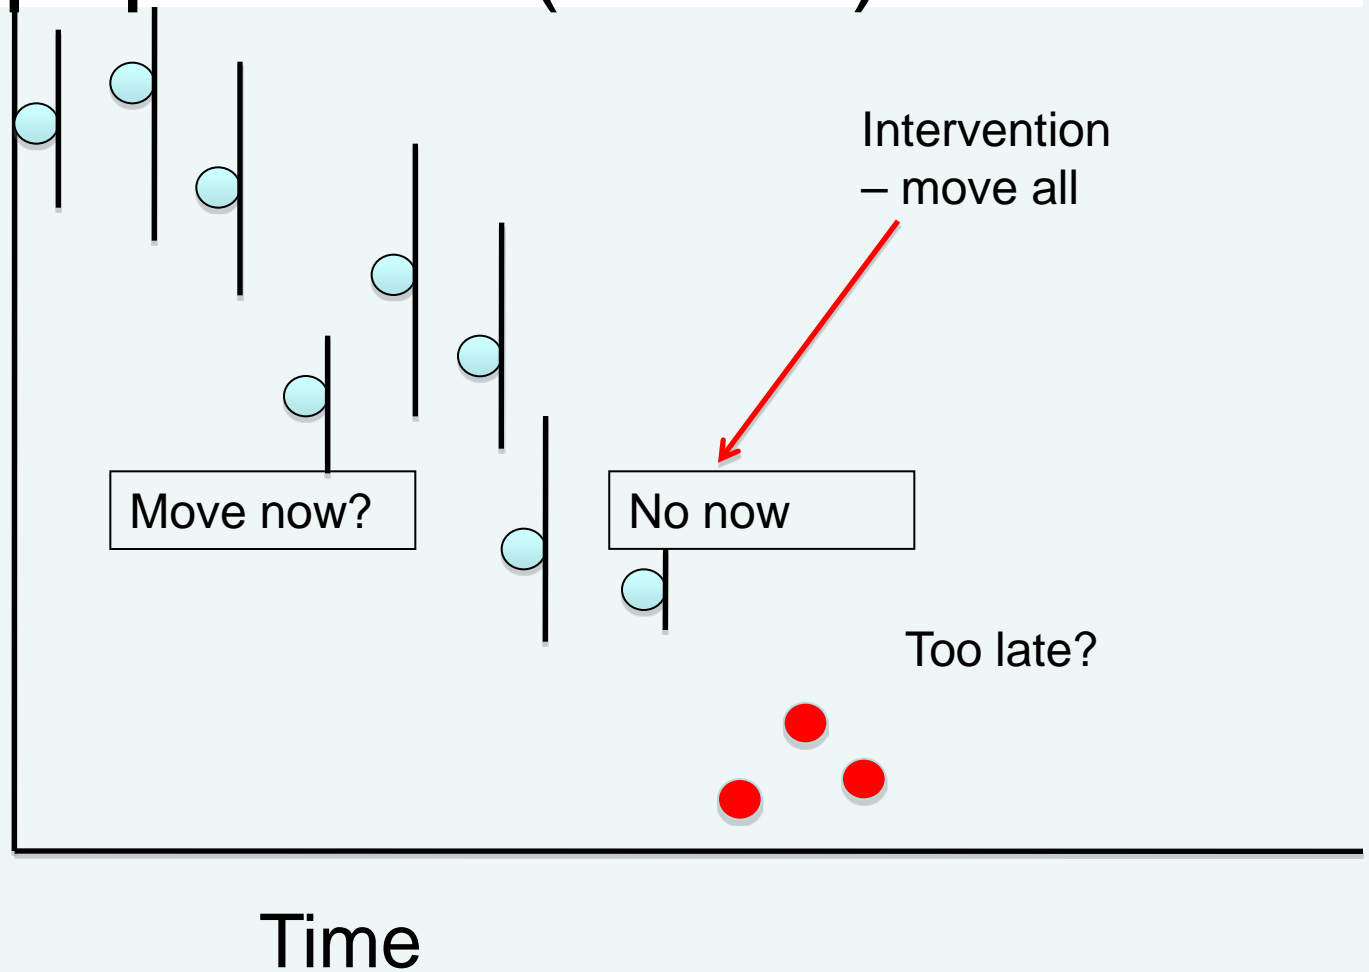 Intervention
– move all
Move now?
No now
Too late?
Time